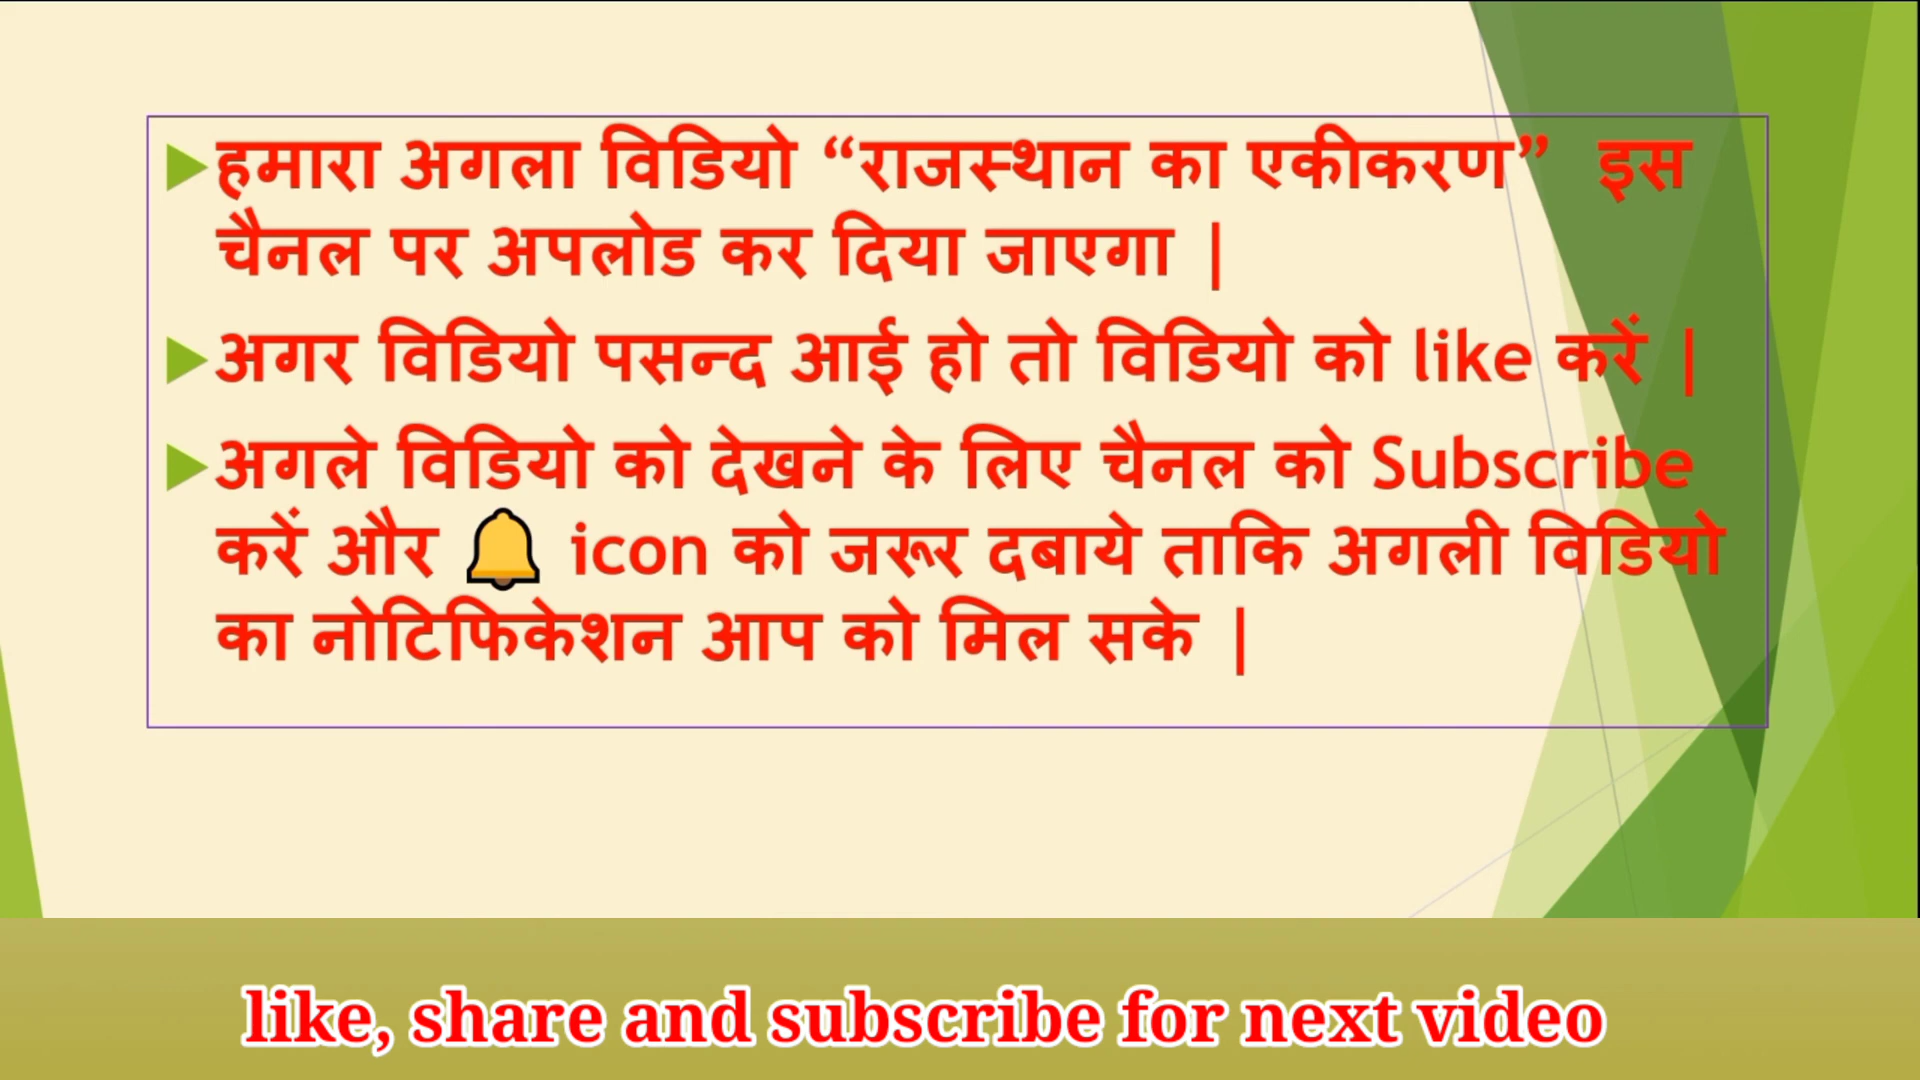 हमारा अगला विडियो “राजस्थान का एकीकरण” इस
चैनल पर अपलोड कर दिया जाएगा |
अगर विडियो पसन्द आई हो तो विडियो को like करें |
अगले विडियो को देखने के लिए चैनल को Subscribe
करें और 🔔 icon को जरूर दबाये ताकि अगली विडियो
का नोटिफिकेशन आप को मिल सके |
like, share and subscribe for next video